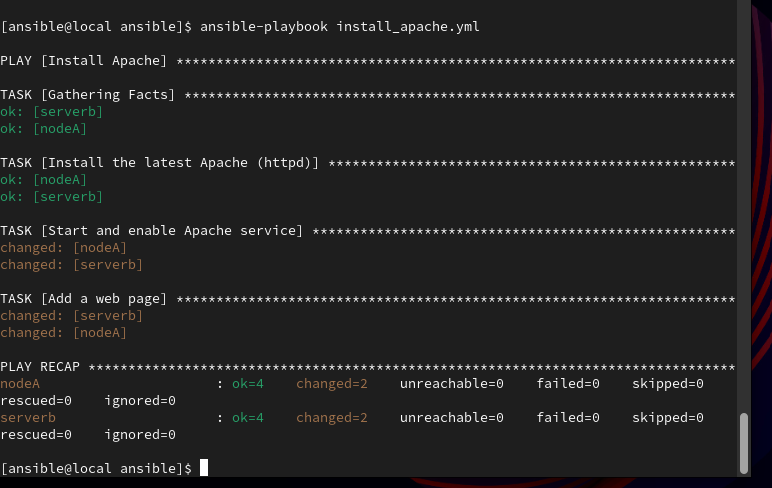 [ansible@local ansible]$ ansible-playbook install_apache.yml
PLAY [Install Apache] **********************************************************************
TASK [Gathering Facts] *********************************************************************
ok: [serverb]
ok: [nodeA]
TASK [Install the latest Apache (httpd)] ***************************************************
ok: [nodeA]
ok: [serverb]
TASK [Start and enable Apache service] *****************************************************
changed: [nodeA]
changed: [serverb]
TASK [Add a web page] **********************************************************************
changed: [serverb]
changed: [nodeA]
PLAY RECAP *********************************************************************************
nodeA                      : ok=4    changed=2    unreachable=0    failed=0    skipped=0
rescued=0    ignored=0
serverb                    : ok=4    changed=2    unreachable=0    failed=0    skipped=0
rescued=0    ignored=0
[ansible@local ansible]$